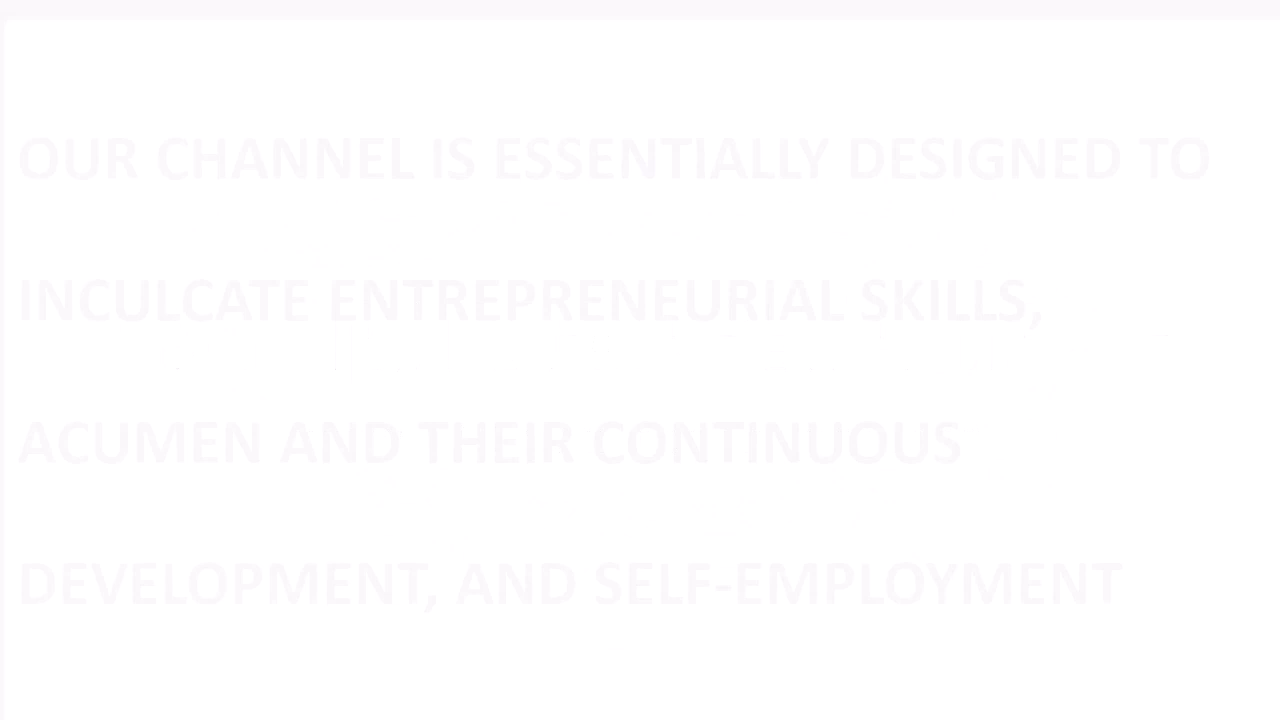 OUR CHANNEL IS ESSENTIALLY DESIGNED TO
INCULCATE ENTREPRENEURIAL SKILLS,
ACUMEN AND THEIR CONTINUOUS
DEVELOPMENT, AND SELF-EMPLOYMENT